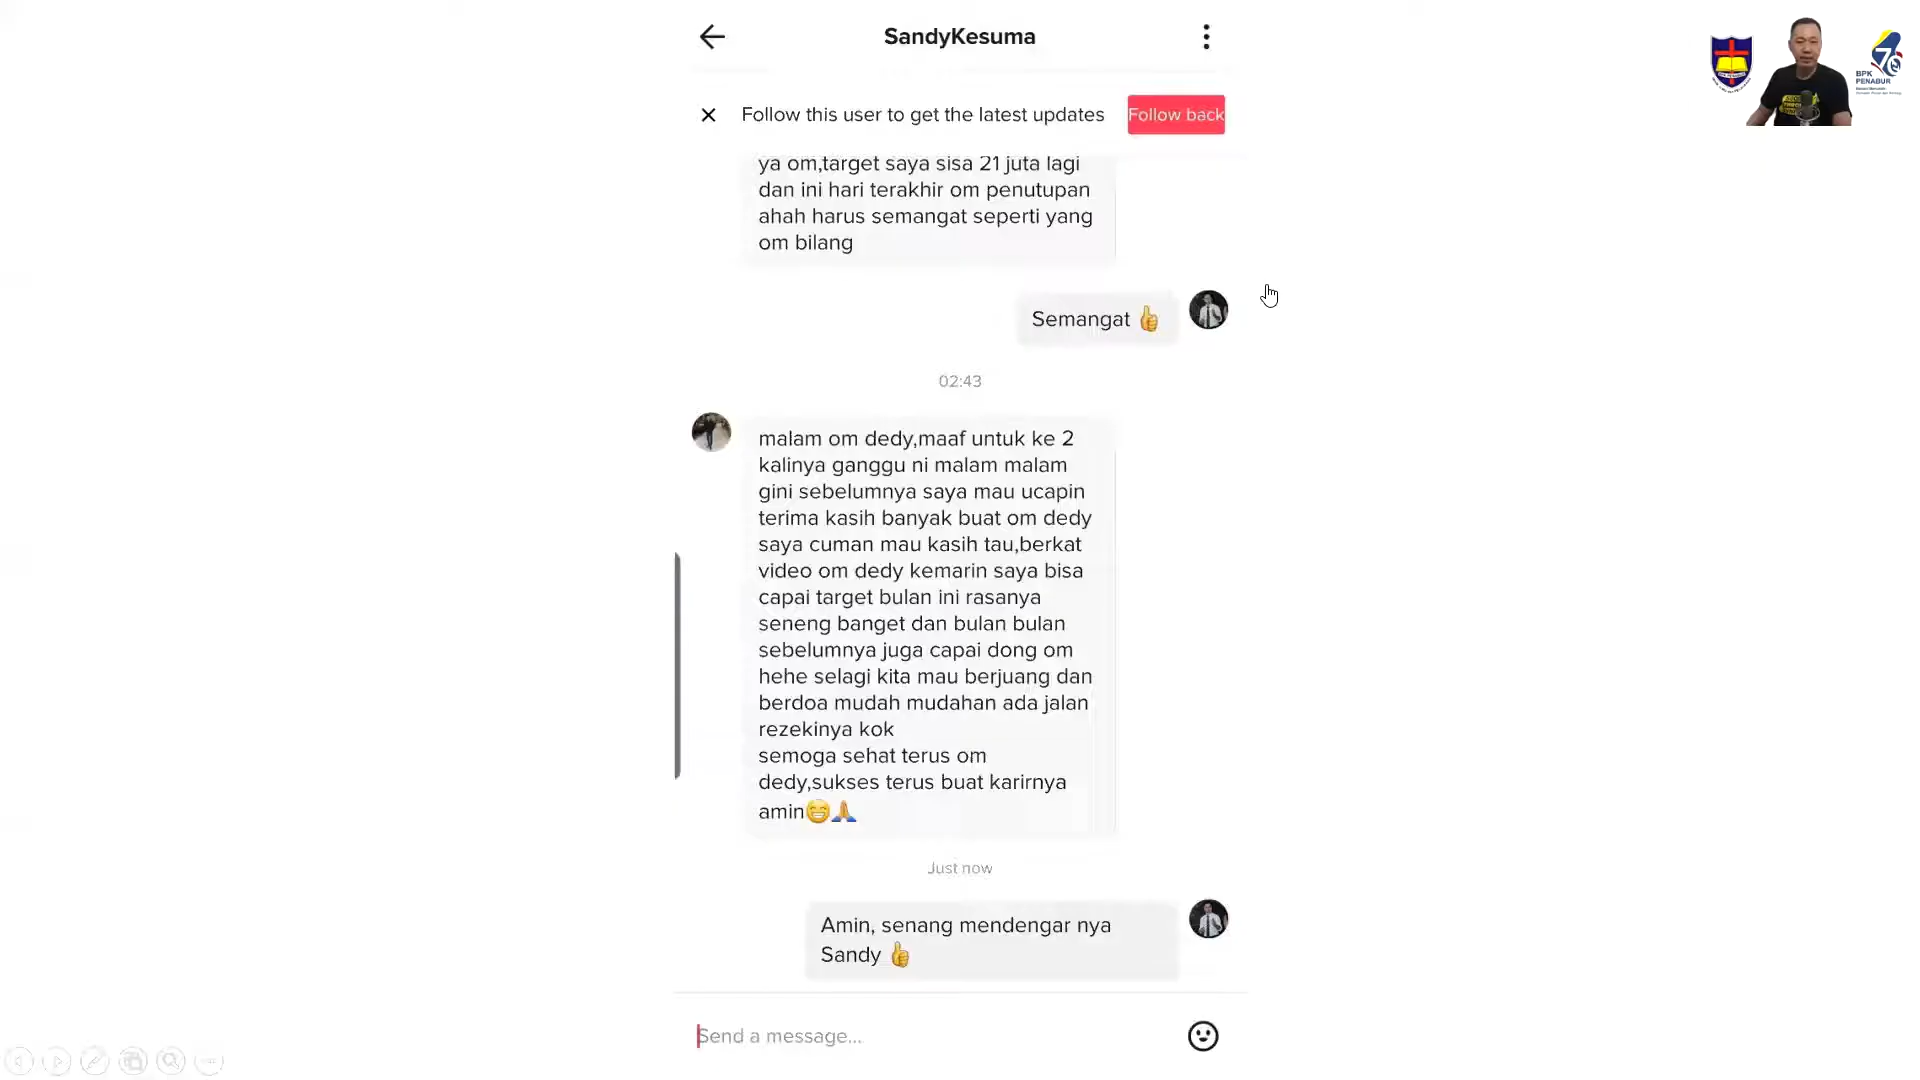 SandyKesuma
Follow this user to get the latest updates
Follow back
ya om,target saya sisa 21 juta lagi
dan ini hari terakhir om penutupan
ahah harus semangat seperti yang
om bilang
Semangat 👍
02:43
malam om dedy,maaf untuk ke 2
kalinya ganggu ni malam malam
gini sebelumnya saya mau ucapin
terima kasih banyak buat om dedy
saya cuman mau kasih tau,berkat
video om dedy kemarin saya bisa
capai target bulan ini rasanya
seneng banget dan bulan bulan
sebelumnya juga capai dong om
hehe selagi kita mau berjuang dan
berdoa mudah mudahan ada jalan
rezekinya kok
semoga sehat terus om
dedy,sukses terus buat karirnya
amin😁🙏
Just now
Amin, senang mendengar nya
Sandy 👍
Send a message...
BPK
PENABUR